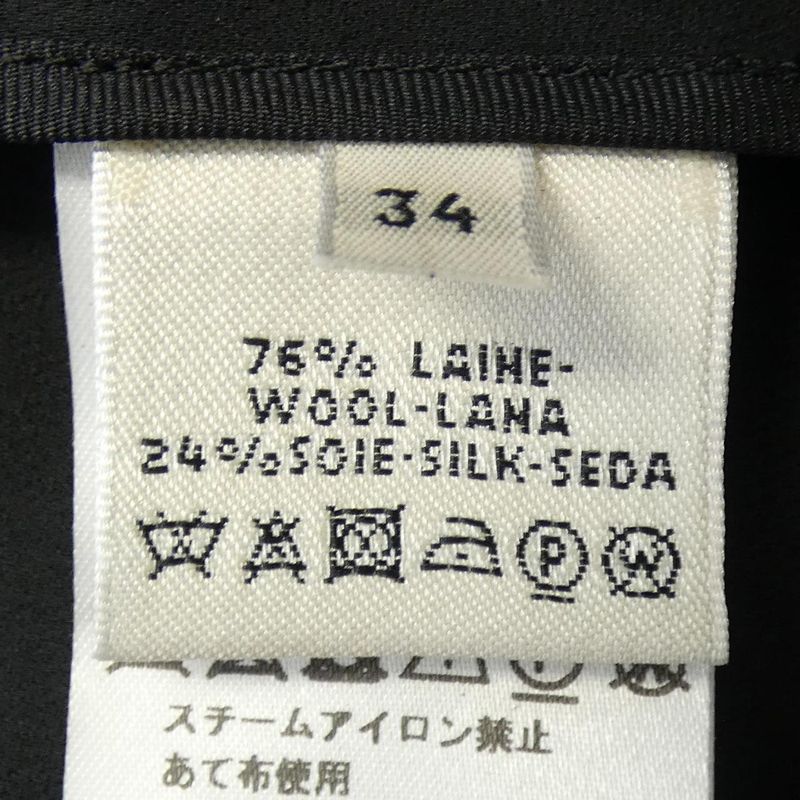 34
76% LAINE-
WOOL-LANA
24% SOIE-SILK-SEDA
P W
スチームアイロン禁止
あて布使用